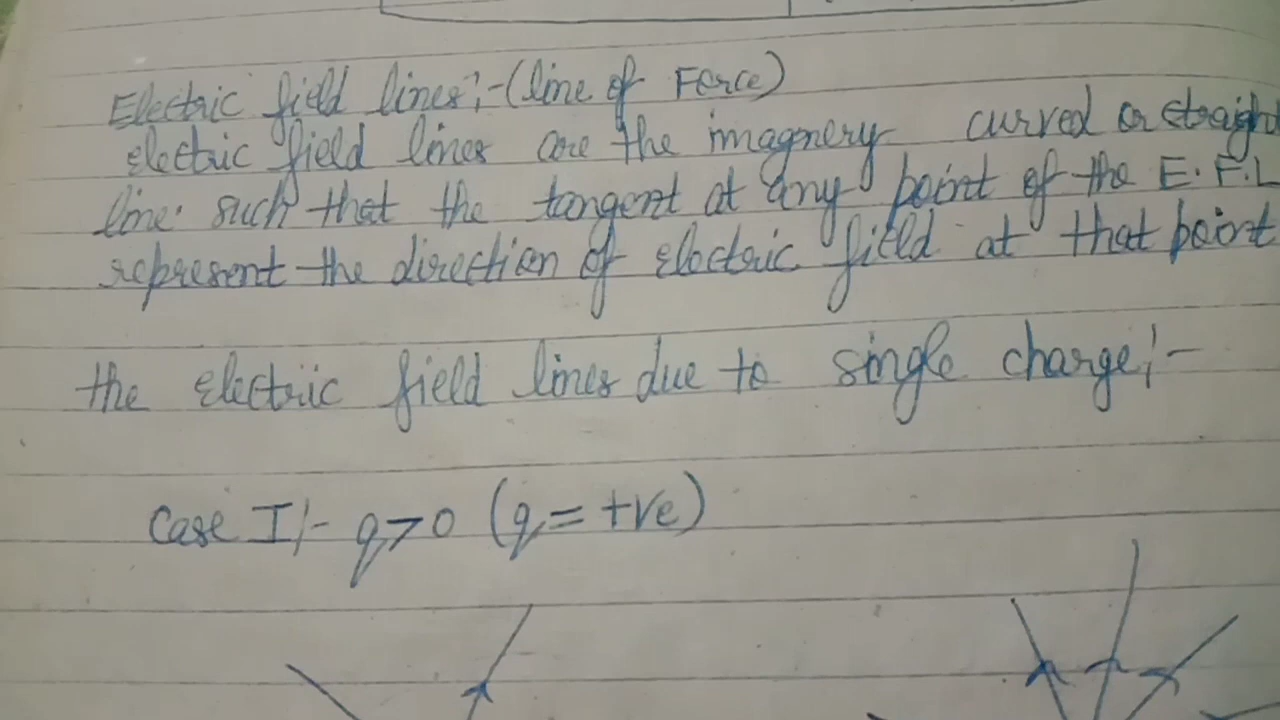 Electric field lines:-(line of Force)
electric field lines are the imagnery curved or straight
line. such that the tangent at any point of the E.F.L
represent the direction of electric field at that point
the electric field lines due to single charge:-
Case I:- q>0 (q=+ve)